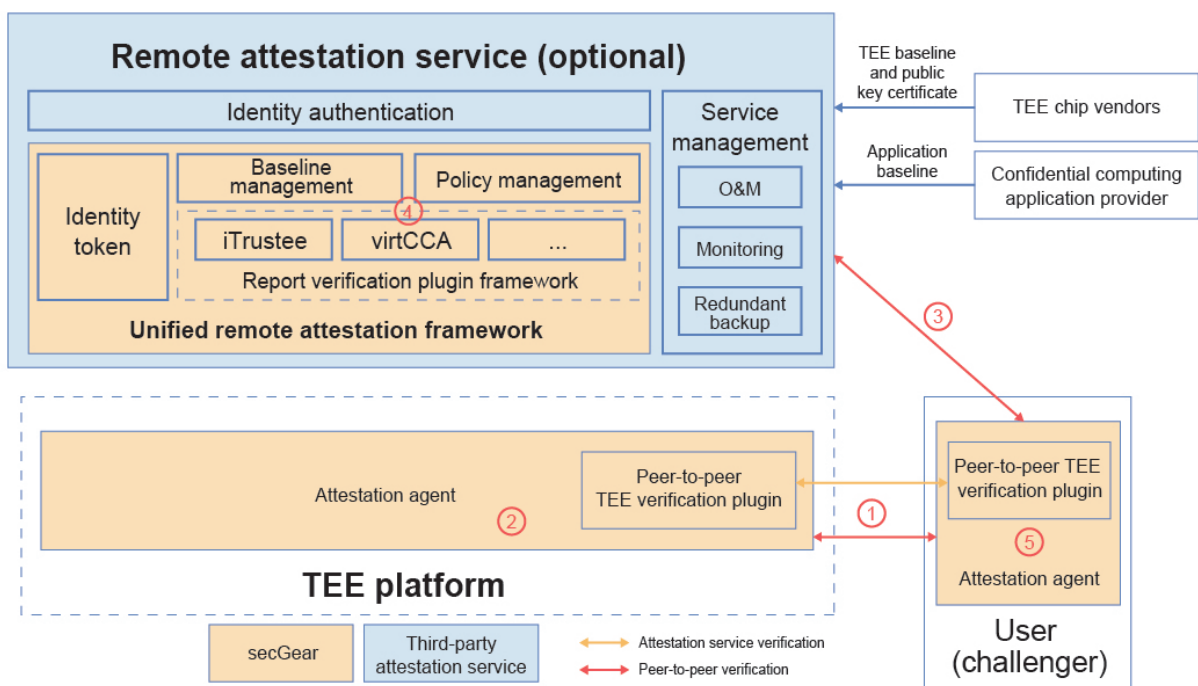 Remote attestation service (optional)
Identity authentication
Identity
token
Baseline
management
Policy management
4
iTrustee
virtCCA
...
Report verification plugin framework
Unified remote attestation framework
Service
management
O&M
Monitoring
Redundant
backup
TEE baseline
and public
key certificate
TEE chip vendors
Application
baseline
Confidential computing
application provider
3
Attestation agent
Peer-to-peer
TEE verification plugin
2
TEE platform
1
Peer-to-peer TEE
verification plugin
5
Attestation agent
User
(challenger)
secGear
Third-party
attestation service
Attestation service verification
Peer-to-peer verification